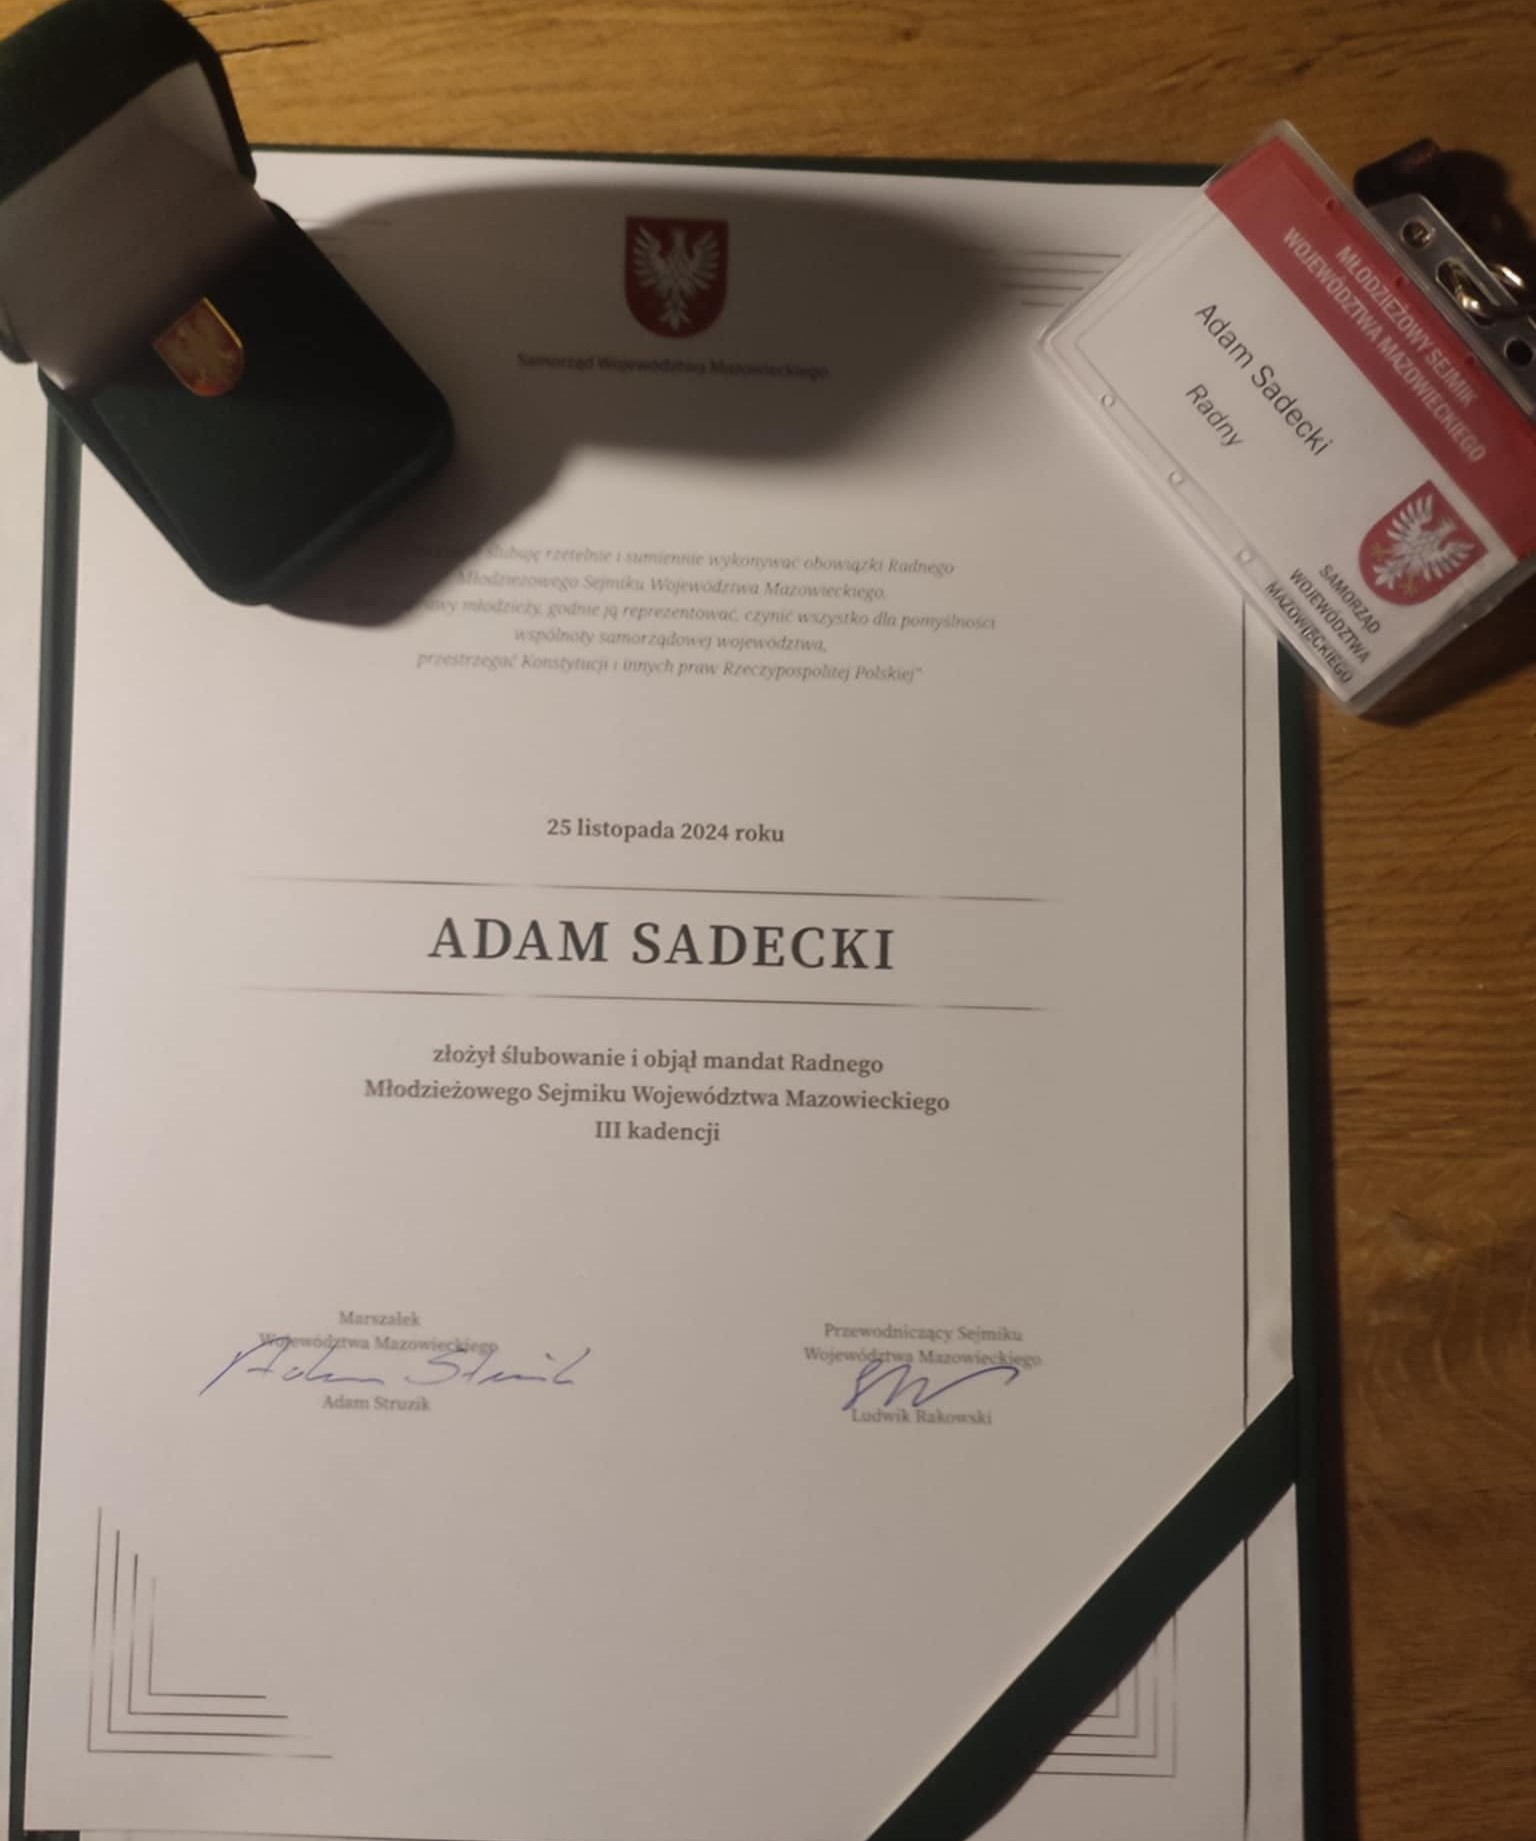 Samorząd Województwa Mazowieckiego
ślubuję rzetelnie i sumiennie wykonywać obowiązki Radnego
Młodzieżowego Sejmiku Województwa Mazowieckiego,
młodzieży, godnie ją reprezentować, czynić wszystko dla pomyślności
wspólnoty samorządowej województwa,
przestrzegać Konstytucji i innych praw Rzeczypospolitej Polskiej"
25 listopada 2024 roku
ADAM SADECKI
złożył ślubowanie i objął mandat Radnego
Młodzieżowego Sejmiku Województwa Mazowieckiego
III kadencji
Marszałek
Województwa Mazowieckiego
Adam Struzik
Adam Struzik
Przewodniczący Sejmiku
Województwa Mazowieckiego
Ludwik Rakowski
MŁODZIEŻOWY SEJMIK
WOJEWÓDZTWA MAZOWIECKIEGO
Adam Sadecki
Radny
SAMORZĄD
WOJEWÓDZTWA
MAZOWIECKIEGO